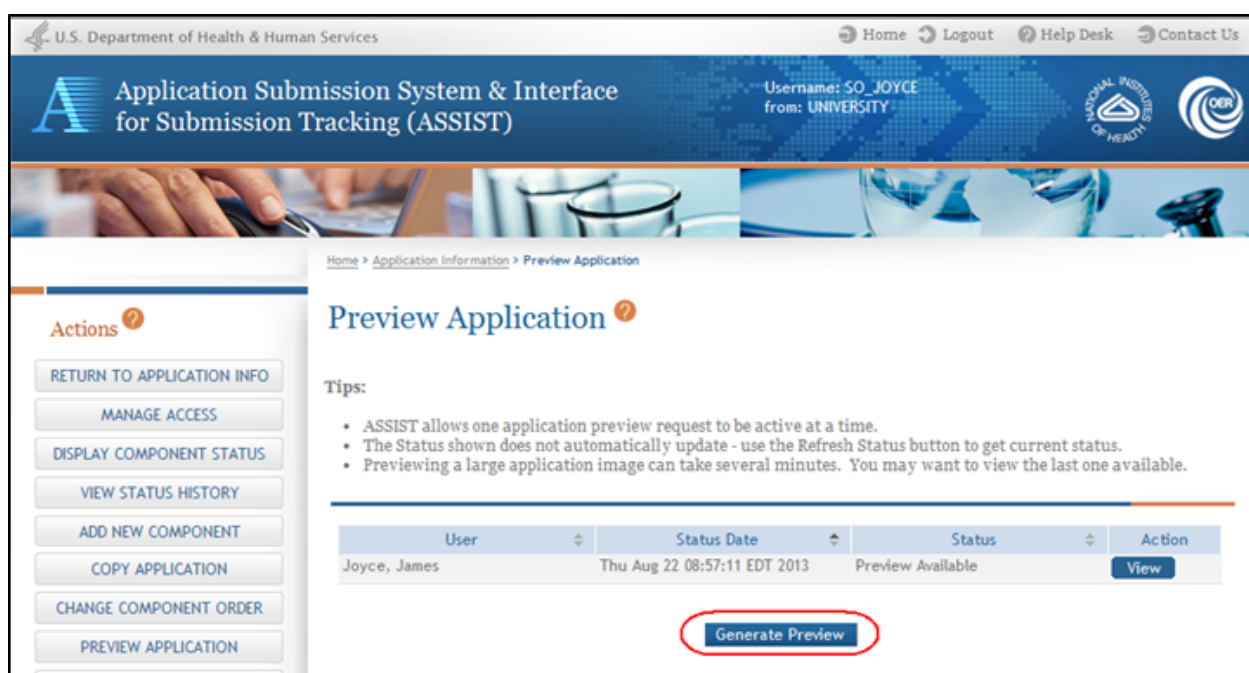 U.S. Department of Health & Human Services
Home Logout Help Desk Contact Us
Application Submission System & Interface
for Submission Tracking (ASSIST)
Username: SO_JOYCE
from: UNIVERSITY
NATIONAL INSTITUTES OF HEALTH
OER
Home > Application Information > Preview Application
Actions ?
RETURN TO APPLICATION INFO
MANAGE ACCESS
DISPLAY COMPONENT STATUS
VIEW STATUS HISTORY
ADD NEW COMPONENT
COPY APPLICATION
CHANGE COMPONENT ORDER
PREVIEW APPLICATION
Preview Application ?
Tips:
• ASSIST allows one application preview request to be active at a time.
• The Status shown does not automatically update - use the Refresh Status button to get current status.
• Previewing a large application image can take several minutes. You may want to view the last one available.
User Status Date Status Action
Joyce, James Thu Aug 22 08:57:11 EDT 2013 Preview Available View
Generate Preview